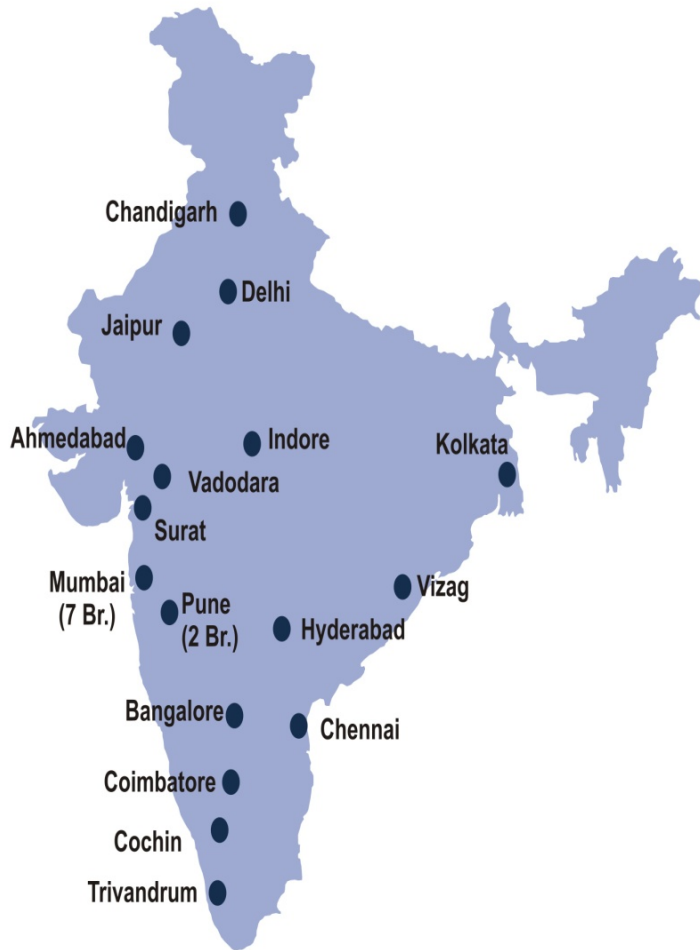 Chandigarh
Delhi
Jaipur
Ahmedabad
Indore
Kolkata
Vadodara
Surat
Mumbai
(7 Br.)
Pune
(2 Br.)
Vizag
Hyderabad
Bangalore
Chennai
Coimbatore
Cochin
Trivandrum